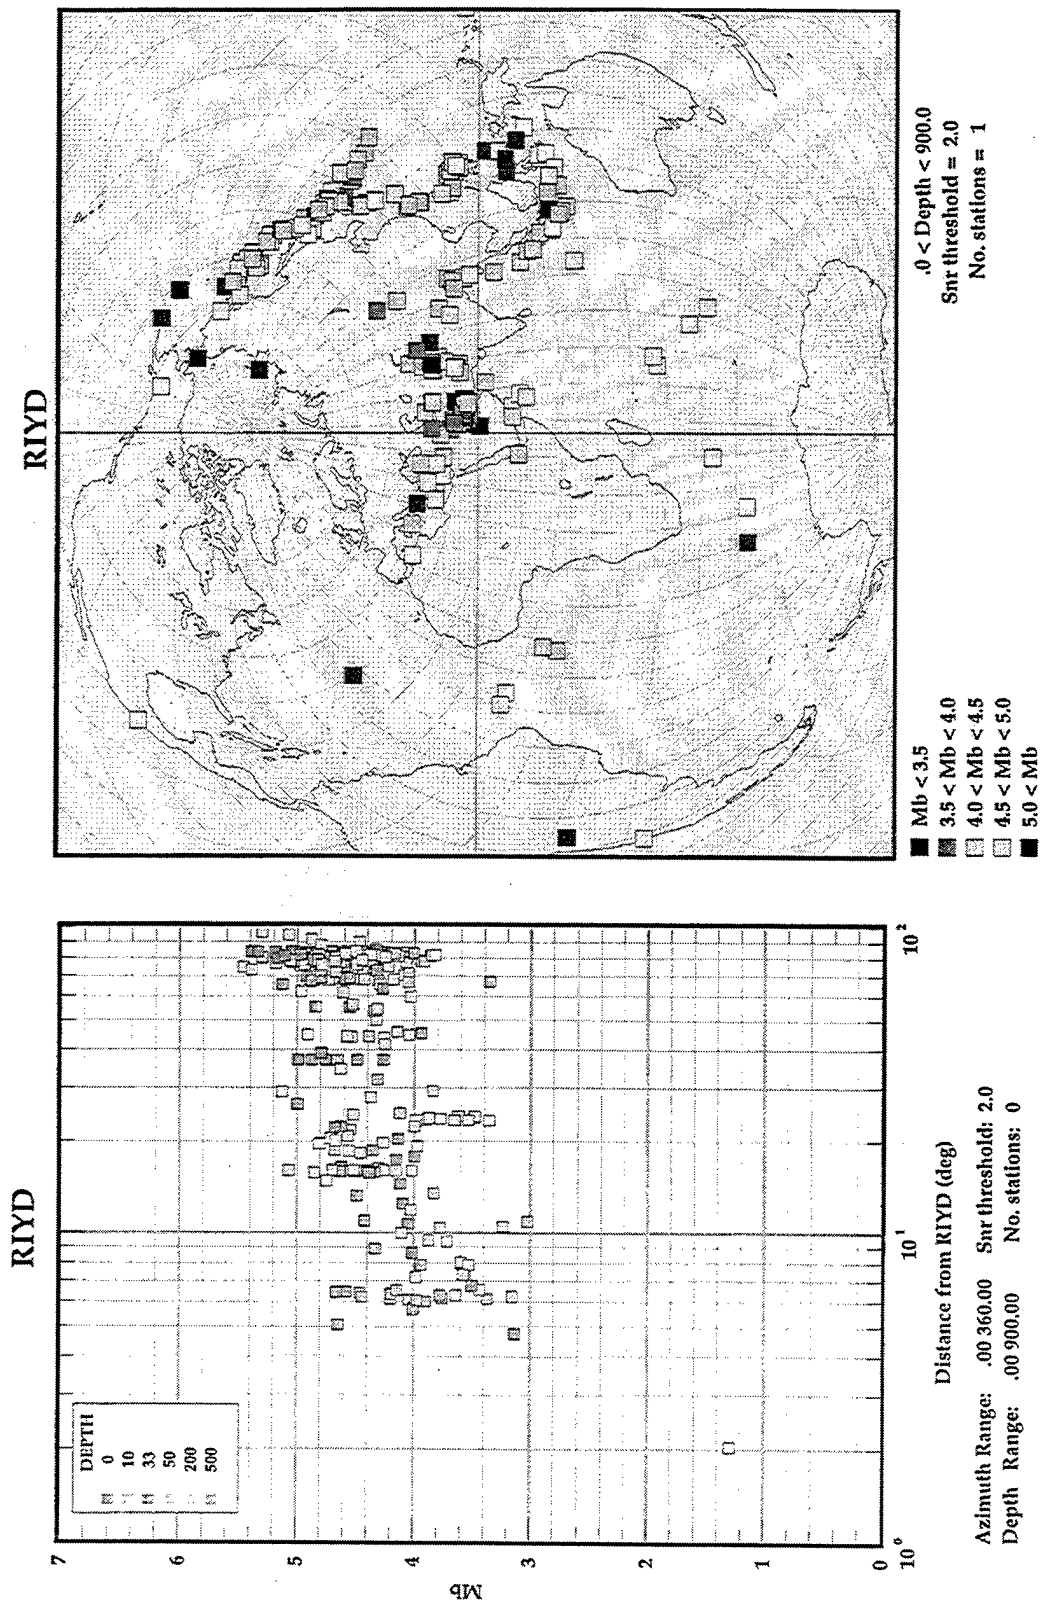 RIYD
DEPTH
0
10
33
50
200
500
7
6
5
4
3
2
1
0
Mb
10⁰
10¹
10²
Distance from RIYD (deg)
Azimuth Range: .00 360.00 Snr threshold: 2.0
Depth Range: .00 900.00 No. stations: 0
RIYD
Mb < 3.5
3.5 < Mb < 4.0
4.0 < Mb < 4.5
4.5 < Mb < 5.0
5.0 < Mb
.0 < Depth < 900.0
Snr threshold = 2.0
No. stations = 1